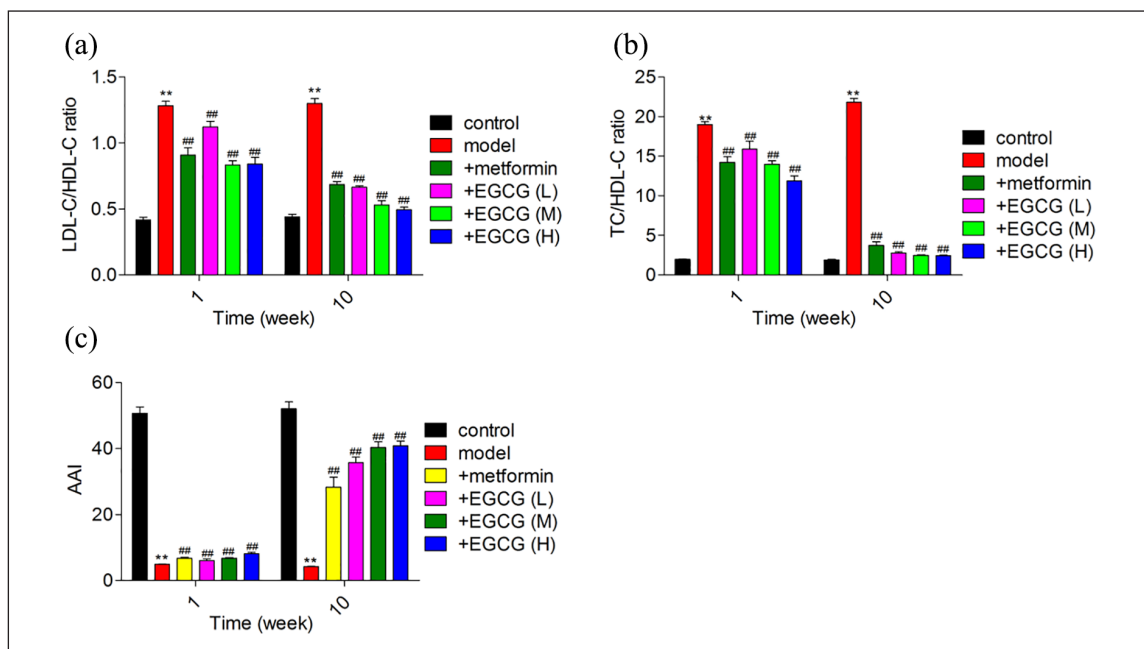 (a)
LDL-C/HDL-C ratio
1.5
1.0
0.5
0.0
** ## ## ## ##
** ## ## ## ##
1 10
Time (week)
control
model
+metformin
+EGCG (L)
+EGCG (M)
+EGCG (H)
(b)
TC/HDL-C ratio
25
20
15
10
5
0
** ## ## ## ##
** ## ## ## ##
1 10
Time (week)
control
model
+metformin
+EGCG (L)
+EGCG (M)
+EGCG (H)
(c)
AAI
60
40
20
0
** ## ## ## ##
** ## ## ## ##
1 10
Time (week)
control
model
+metformin
+EGCG (L)
+EGCG (M)
+EGCG (H)